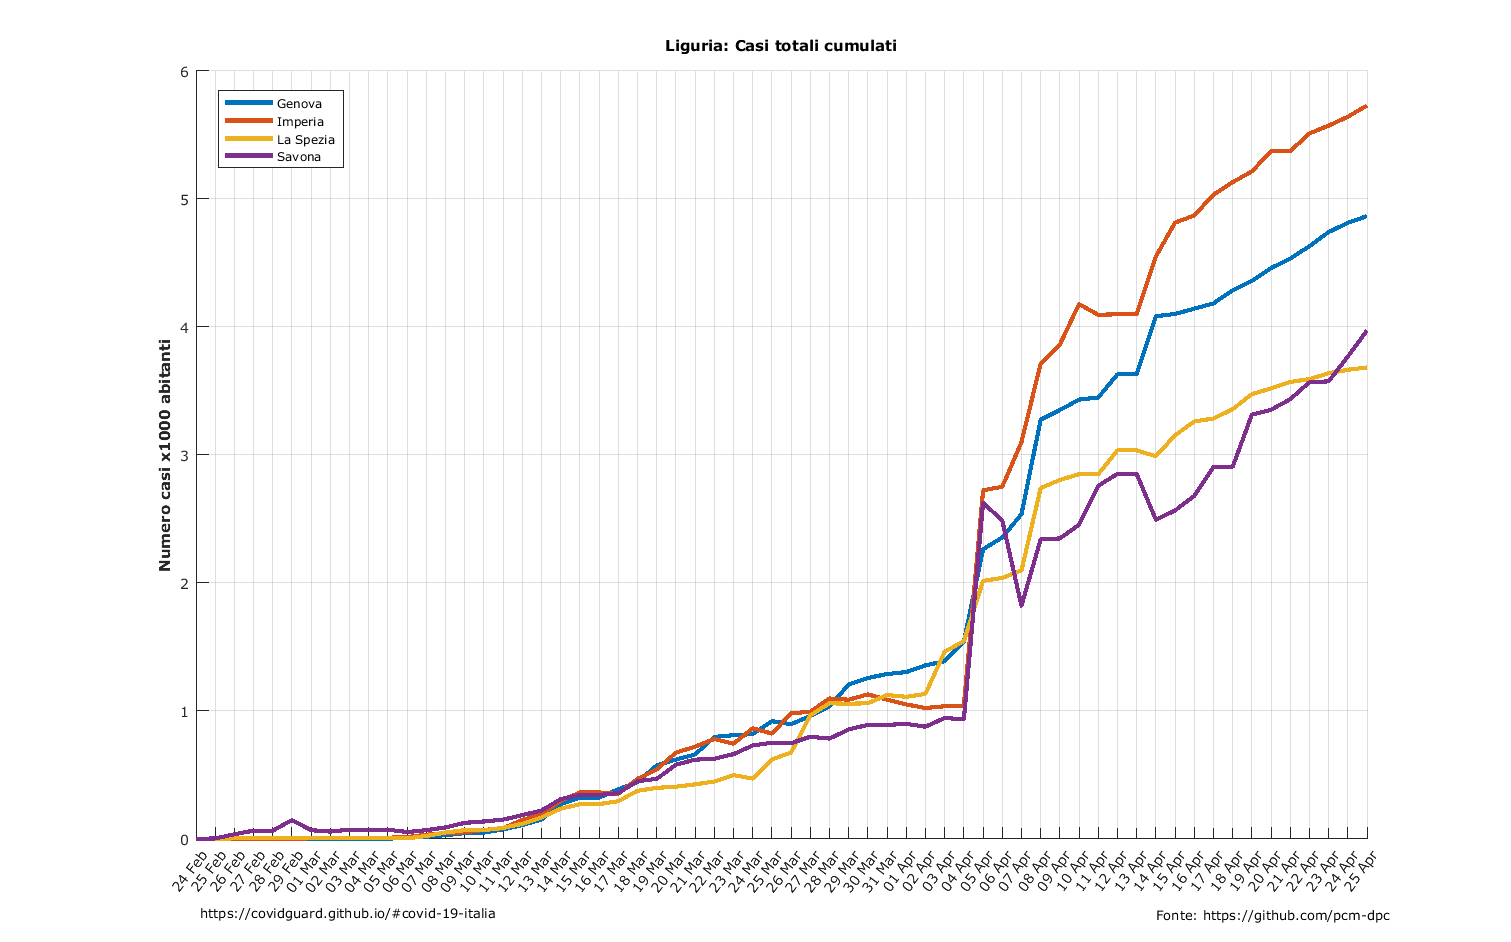 Liguria: Casi totali cumulati
6
5
4
3
2
1
0
Genova
Imperia
La Spezia
Savona
Numero casi x1000 abitanti
24 Feb
25 Feb
26 Feb
27 Feb
28 Feb
29 Feb
01 Mar
02 Mar
03 Mar
04 Mar
05 Mar
06 Mar
07 Mar
08 Mar
09 Mar
10 Mar
11 Mar
12 Mar
13 Mar
14 Mar
15 Mar
16 Mar
17 Mar
18 Mar
19 Mar
20 Mar
21 Mar
22 Mar
23 Mar
24 Mar
25 Mar
26 Mar
27 Mar
28 Mar
29 Mar
30 Mar
31 Mar
01 Apr
02 Apr
03 Apr
04 Apr
05 Apr
06 Apr
07 Apr
08 Apr
09 Apr
10 Apr
11 Apr
12 Apr
13 Apr
14 Apr
15 Apr
16 Apr
17 Apr
18 Apr
19 Apr
20 Apr
21 Apr
22 Apr
23 Apr
24 Apr
25 Apr
https://covidguard.github.io/#covid-19-italia
Fonte: https://github.com/pcm-dpc